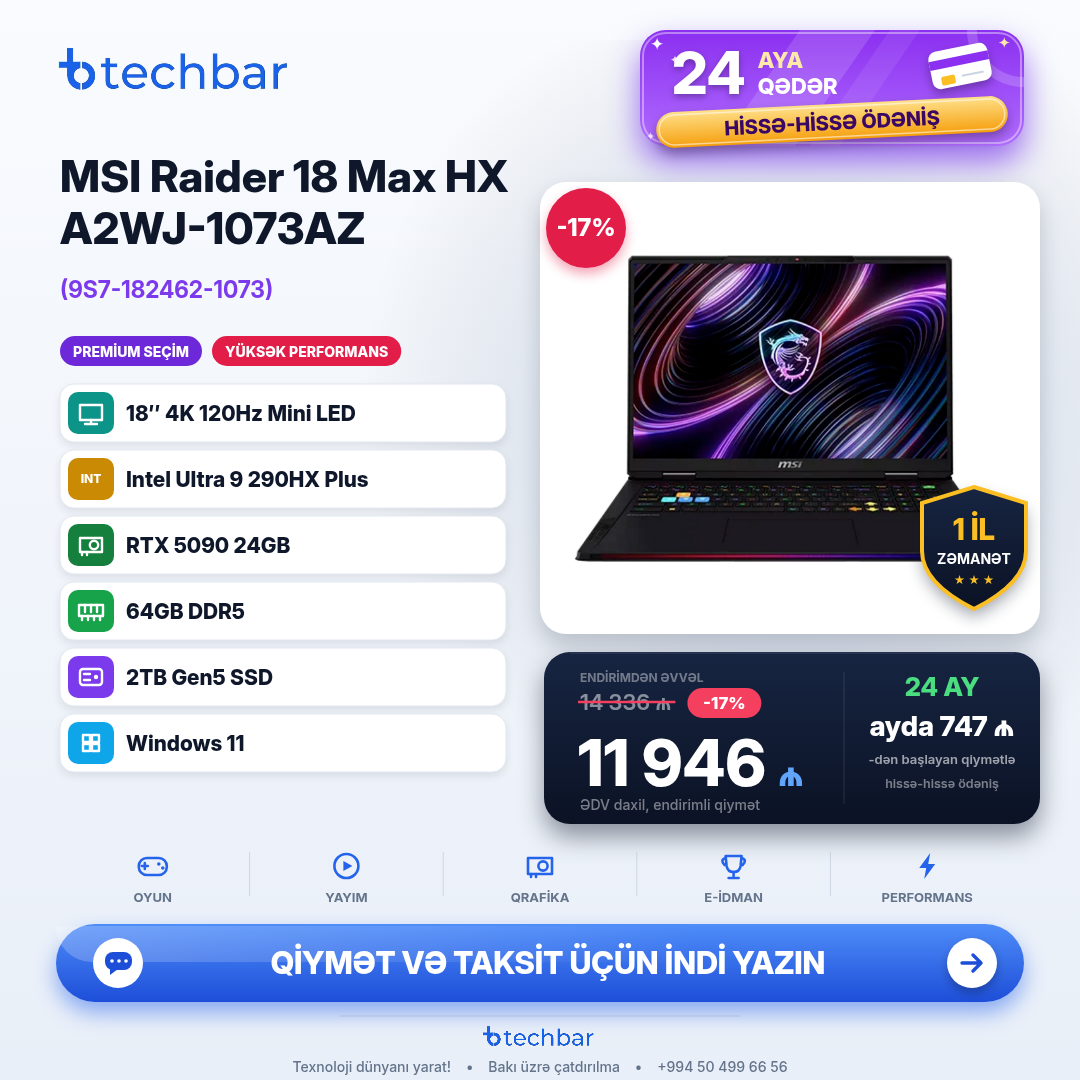 techbar
24 AYA QƏDƏR
HİSSƏ-HİSSƏ ÖDƏNİŞ
MSI Raider 18 Max HX
A2WJ-1073AZ
(9S7-182462-1073)
PREMİUM SEÇİM
YÜKSƏK PERFORMANS
18″ 4K 120Hz Mini LED
INT
Intel Ultra 9 290HX Plus
RTX 5090 24GB
64GB DDR5
2TB Gen5 SSD
Windows 11
-17%
msi
1 İL
ZƏMANƏT
ENDİRİMDƏN ƏVVƏL
14 336 ₼
-17%
11 946 ₼
ƏDV daxil, endirimli qiymət
24 AY
ayda 747 ₼
-dən başlayan qiymətlə
hissə-hissə ödəniş
OYUN
YAYIM
QRAFİKA
E-İDMAN
PERFORMANS
QİYMƏT VƏ TAKSİT ÜÇÜN İNDİ YAZIN
techbar
Texnoloji dünyanı yarat! • Bakı üzrə çatdırılma • +994 50 499 66 56